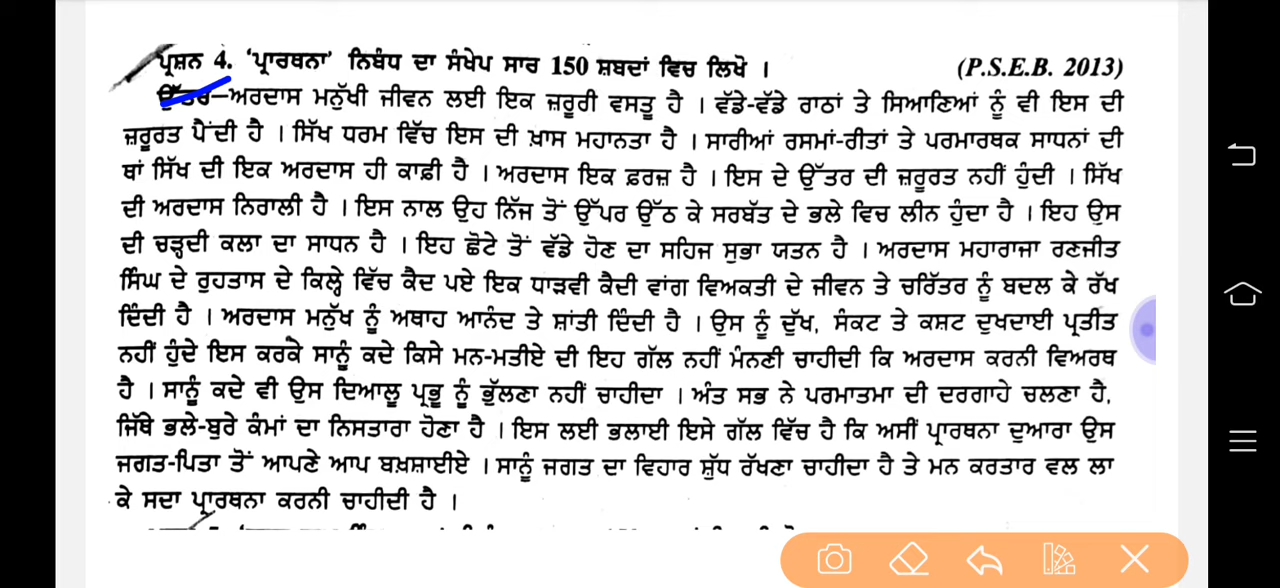 ਪ੍ਰਸ਼ਨ 4. 'ਪ੍ਰਾਰਥਨਾ' ਨਿਬੰਧ ਦਾ ਸੰਖੇਪ ਸਾਰ 150 ਸ਼ਬਦਾਂ ਵਿਚ ਲਿਖੋ । (P.S.E.B. 2013)
ਉੱਤਰ—ਅਰਦਾਸ ਮਨੁੱਖੀ ਜੀਵਨ ਲਈ ਇਕ ਜ਼ਰੂਰੀ ਵਸਤੂ ਹੈ । ਵੱਡੇ-ਵੱਡੇ ਰਾਠਾਂ ਤੇ ਸਿਆਣਿਆਂ ਨੂੰ ਵੀ ਇਸ ਦੀ
ਜ਼ਰੂਰਤ ਪੈਂਦੀ ਹੈ । ਸਿੱਖ ਧਰਮ ਵਿੱਚ ਇਸ ਦੀ ਖ਼ਾਸ ਮਹਾਨਤਾ ਹੈ । ਸਾਰੀਆਂ ਰਸਮਾਂ-ਰੀਤਾਂ ਤੇ ਪਰਮਾਰਥਕ ਸਾਧਨਾਂ ਦੀ
ਥਾਂ ਸਿੱਖ ਦੀ ਇਕ ਅਰਦਾਸ ਹੀ ਕਾਫ਼ੀ ਹੈ । ਅਰਦਾਸ ਇਕ ਫ਼ਰਜ਼ ਹੈ । ਇਸ ਦੇ ਉੱਤਰ ਦੀ ਜ਼ਰੂਰਤ ਨਹੀਂ ਹੁੰਦੀ । ਸਿੱਖ
ਦੀ ਅਰਦਾਸ ਨਿਰਾਲੀ ਹੈ । ਇਸ ਨਾਲ ਉਹ ਨਿੱਜ ਤੋਂ ਉੱਪਰ ਉੱਠ ਕੇ ਸਰਬੱਤ ਦੇ ਭਲੇ ਵਿਚ ਲੀਨ ਹੁੰਦਾ ਹੈ । ਇਹ ਉਸ
ਦੀ ਚੜ੍ਹਦੀ ਕਲਾ ਦਾ ਸਾਧਨ ਹੈ । ਇਹ ਛੋਟੇ ਤੋਂ ਵੱਡੇ ਹੋਣ ਦਾ ਸਹਿਜ ਸੁਭਾ ਯਤਨ ਹੈ । ਅਰਦਾਸ ਮਹਾਰਾਜਾ ਰਣਜੀਤ
ਸਿੰਘ ਦੇ ਰੁਹਤਾਸ ਦੇ ਕਿਲ੍ਹੇ ਵਿੱਚ ਕੈਦ ਪਏ ਇਕ ਧਾੜਵੀ ਕੈਦੀ ਵਾਂਗ ਵਿਅਕਤੀ ਦੇ ਜੀਵਨ ਤੇ ਚਰਿੱਤਰ ਨੂੰ ਬਦਲ ਕੇ ਰੱਖ
ਦਿੰਦੀ ਹੈ । ਅਰਦਾਸ ਮਨੁੱਖ ਨੂੰ ਅਥਾਹ ਆਨੰਦ ਤੇ ਸ਼ਾਂਤੀ ਦਿੰਦੀ ਹੈ । ਉਸ ਨੂੰ ਦੁੱਖ, ਸੰਕਟ ਤੇ ਕਸ਼ਟ ਦੁਖਦਾਈ ਪ੍ਰਤੀਤ
ਨਹੀਂ ਹੁੰਦੇ ਇਸ ਕਰਕੇ ਸਾਨੂੰ ਕਦੇ ਕਿਸੇ ਮਨ-ਮਤੀਏ ਦੀ ਇਹ ਗੱਲ ਨਹੀਂ ਮੰਨਣੀ ਚਾਹੀਦੀ ਕਿ ਅਰਦਾਸ ਕਰਨੀ ਵਿਅਰਥ
ਹੈ । ਸਾਨੂੰ ਕਦੇ ਵੀ ਉਸ ਦਿਆਲੂ ਪ੍ਰਭੂ ਨੂੰ ਭੁੱਲਣਾ ਨਹੀਂ ਚਾਹੀਦਾ । ਅੰਤ ਸਭ ਨੇ ਪਰਮਾਤਮਾ ਦੀ ਦਰਗਾਹੇ ਚਲਣਾ ਹੈ,
ਜਿੱਥੇ ਭਲੇ-ਬੁਰੇ ਕੰਮਾਂ ਦਾ ਨਿਸਤਾਰਾ ਹੋਣਾ ਹੈ । ਇਸ ਲਈ ਭਲਾਈ ਇਸੇ ਗੱਲ ਵਿੱਚ ਹੈ ਕਿ ਅਸੀਂ ਪ੍ਰਾਰਥਨਾ ਦੁਆਰਾ ਉਸ
ਜਗਤ-ਪਿਤਾ ਤੋਂ ਆਪਣੇ ਆਪ ਬਖ਼ਸ਼ਾਈਏ । ਸਾਨੂੰ ਜਗਤ ਦਾ ਵਿਹਾਰ ਸ਼ੁੱਧ ਰੱਖਣਾ ਚਾਹੀਦਾ ਹੈ ਤੇ ਮਨ ਕਰਤਾਰ ਵਲ ਲਾ
ਕੇ ਸਦਾ ਪ੍ਰਾਰਥਨਾ ਕਰਨੀ ਚਾਹੀਦੀ ਹੈ ।